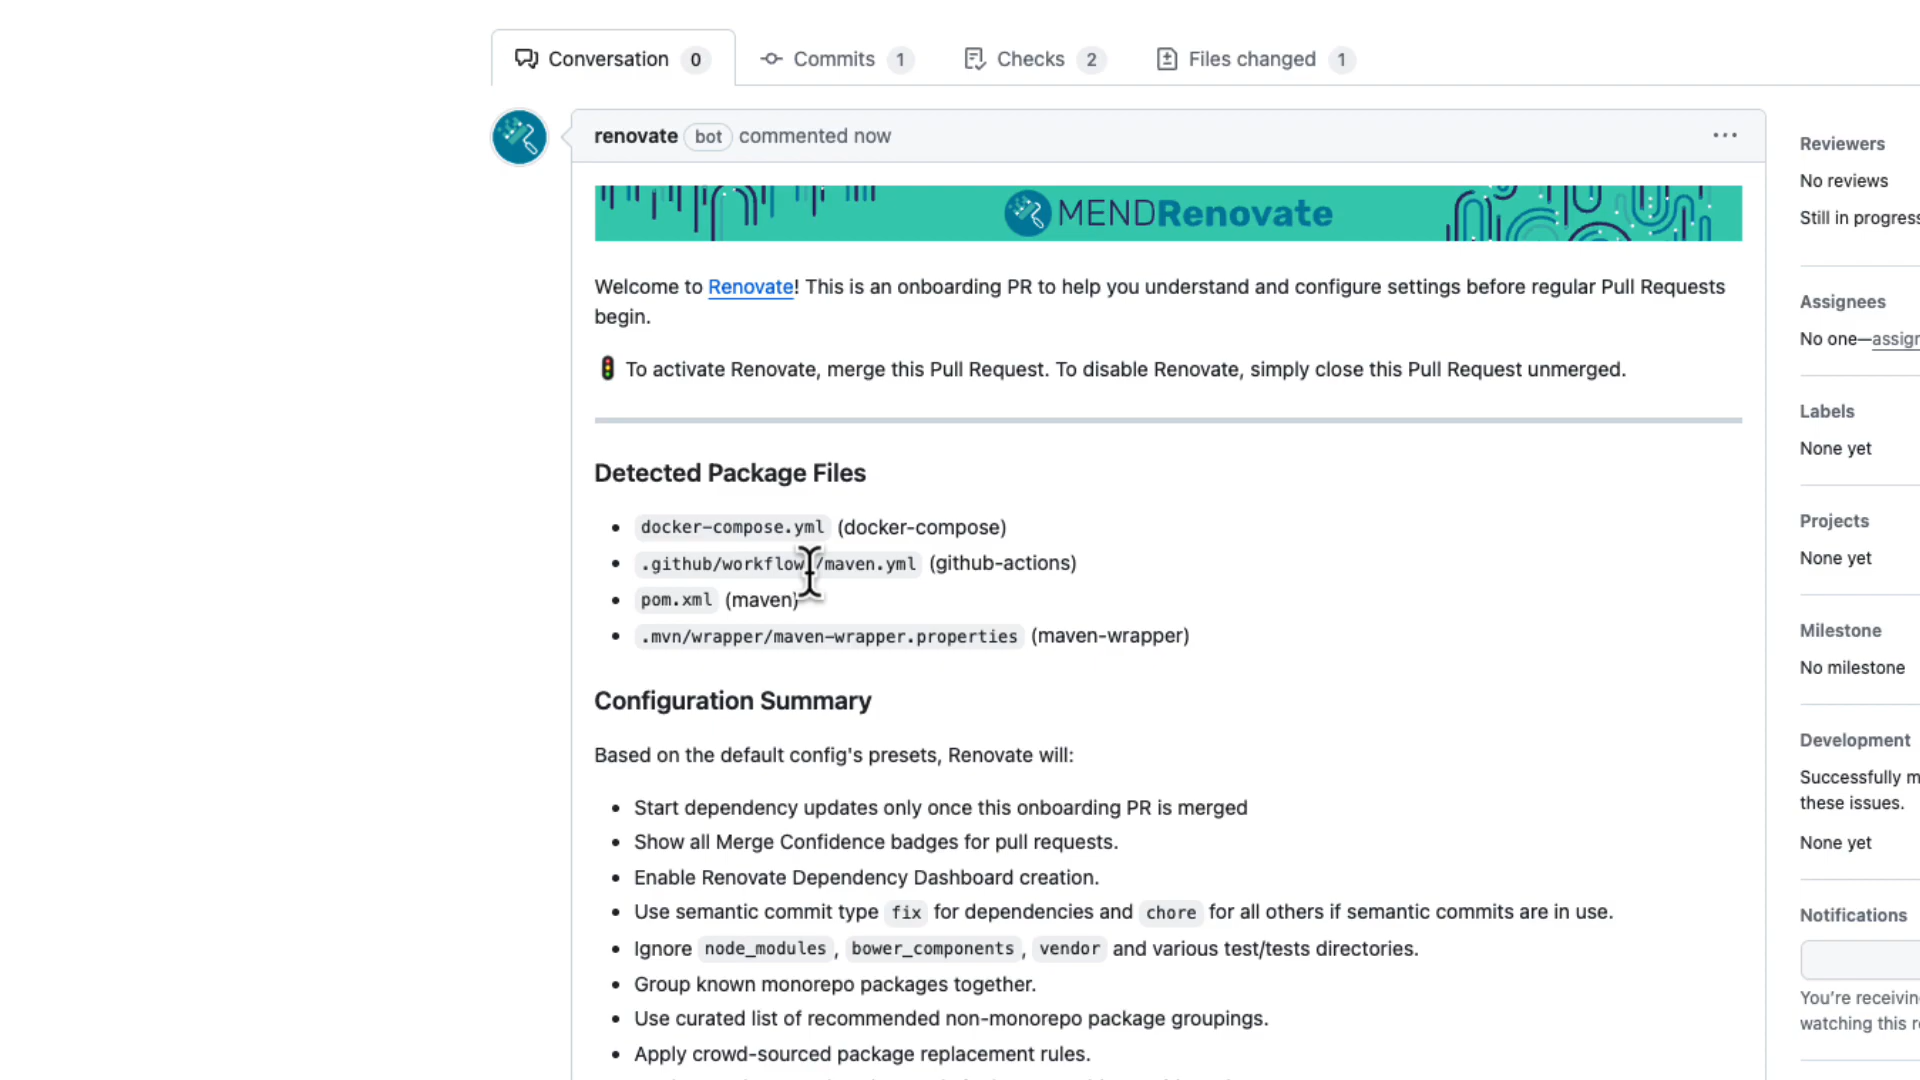 Conversation 0 Commits 1 Checks 2 Files changed 1
renovate bot commented now
MENDRenovate
Welcome to Renovate! This is an onboarding PR to help you understand and configure settings before regular Pull Requests
begin.
🚦 To activate Renovate, merge this Pull Request. To disable Renovate, simply close this Pull Request unmerged.
Detected Package Files
docker-compose.yml (docker-compose)
(github-actions)
pom.xml (maven)
.mvn/wrapper/maven-wrapper.properties (maven-wrapper)
Configuration Summary
Based on the default config's presets, Renovate will:
Start dependency updates only once this onboarding PR is merged
Show all Merge Confidence badges for pull requests.
Enable Renovate Dependency Dashboard creation.
Use semantic commit type fix for dependencies and chore for all others if semantic commits are in use.
Ignore node_modules, bower_components, vendor and various test/tests directories.
Group known monorepo packages together.
Use curated list of recommended non-monorepo package groupings.
Apply crowd-sourced package replacement rules.
Reviewers
No reviews
Still in progress
Assignees
No one—assign
Labels
None yet
Projects
None yet
Milestone
No milestone
Development
Successfully m
these issues.
None yet
Notifications
You're receivin
watching this r